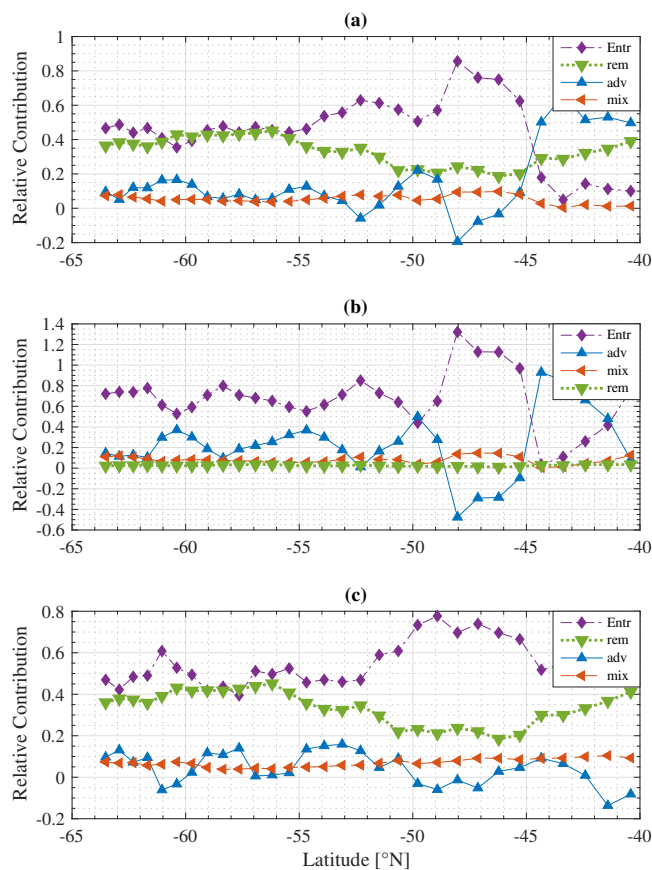 (a)
Relative Contribution
1
0.8
0.6
0.4
0.2
0
-0.2
-65
-60
-55
-50
-45
-40
Entr
rem
adv
mix
(b)
Relative Contribution
1.4
1.2
1.0
0.8
0.6
0.4
0.2
0
-0.2
-0.4
-0.6
-65
-60
-55
-50
-45
-40
Entr
adv
mix
rem
(c)
Relative Contribution
0.8
0.6
0.4
0.2
0
-0.2
-65
-60
-55
-50
-45
-40
Entr
rem
adv
mix
Latitude [°N]